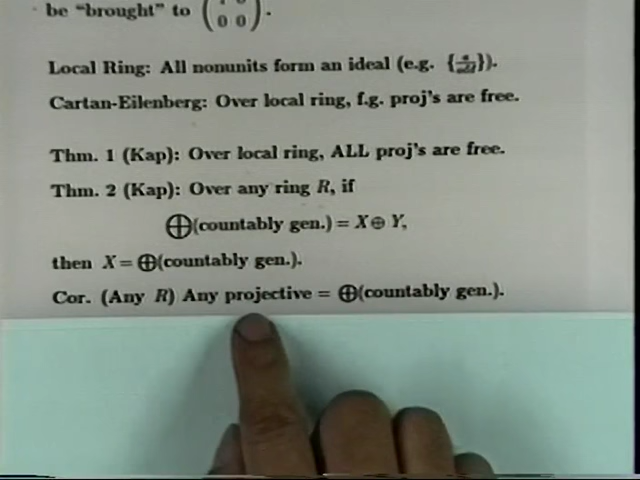 be “brought” to ( 0 0 ).
Local Ring: All nonunits form an ideal (e.g. { }).
Cartan-Eilenberg: Over local ring, f.g. proj's are free.
Thm. 1 (Kap): Over local ring, ALL proj's are free.
Thm. 2 (Kap): Over any ring R, if
⊕(countably gen.) = X ⊕ Y,
then X = ⊕(countably gen.).
Cor. (Any R) Any projective = ⊕(countably gen.).